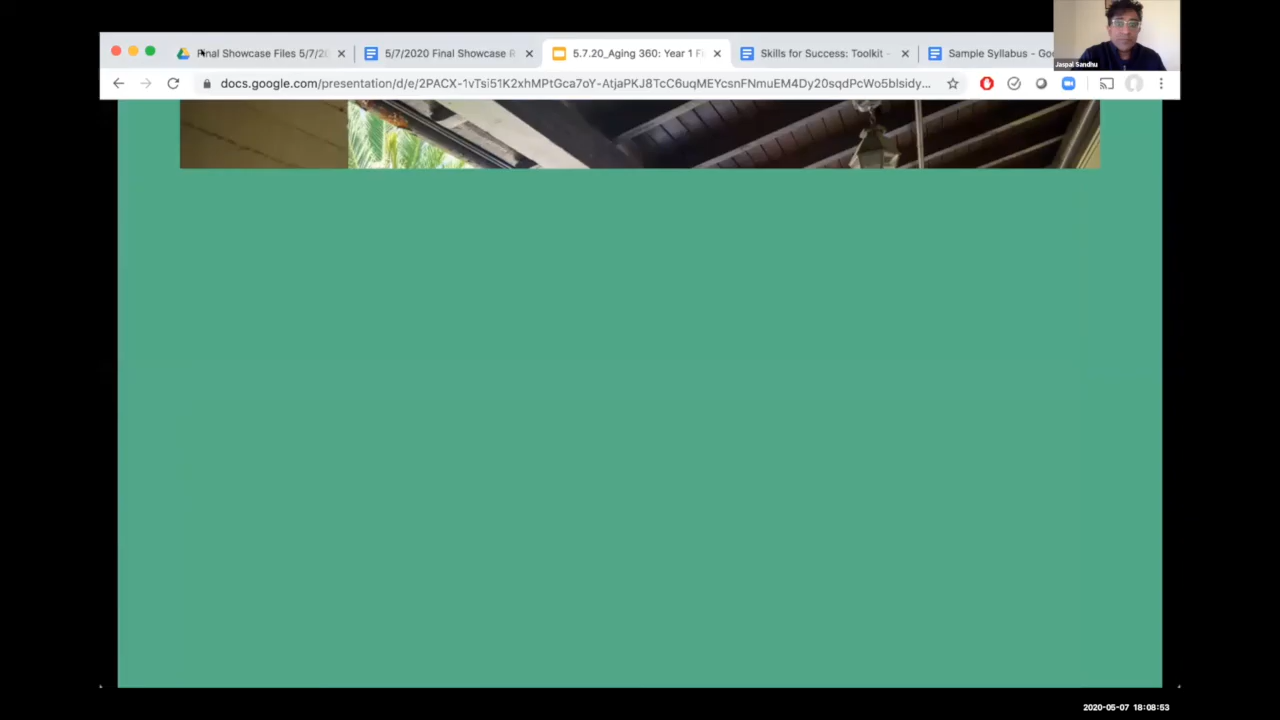 Final Showcase Files 5/7/20
5/7/2020 Final Showcase R
5.7.20_Aging 360: Year 1 Fi
Skills for Success: Toolkit -
Sample Syllabus - Goo
Jaspal Sandhu
docs.google.com/presentation/d/e/2PACX-1vTsi51K2xhMPtGca7oY-AtjaPKJ8TcC6uqMEYcsnFNmuEM4Dy20sqdPcWo5blsidy...
2020-05-07 18:08:53